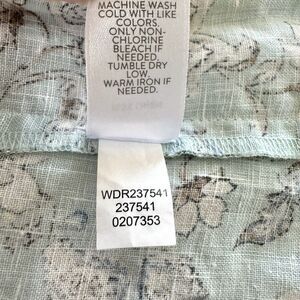 MACHINE WASH
COLD WITH LIKE
COLORS.
ONLY NON-
CHLORINE
BLEACH IF
NEEDED.
TUMBLE DRY
LOW.
WARM IRON IF
NEEDED.
WDR237541
237541
0207353